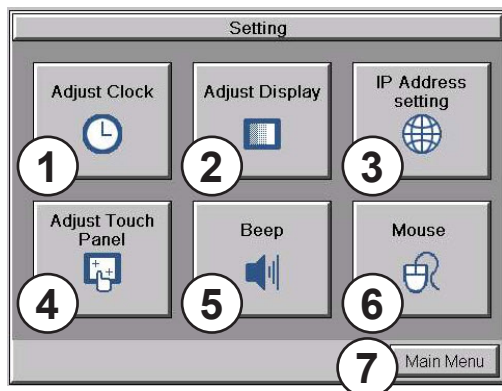 Setting
Adjust Clock
1
Adjust Display
2
IP Address
setting
3
Adjust Touch
Panel
4
Beep
5
Mouse
6
7
Main Menu